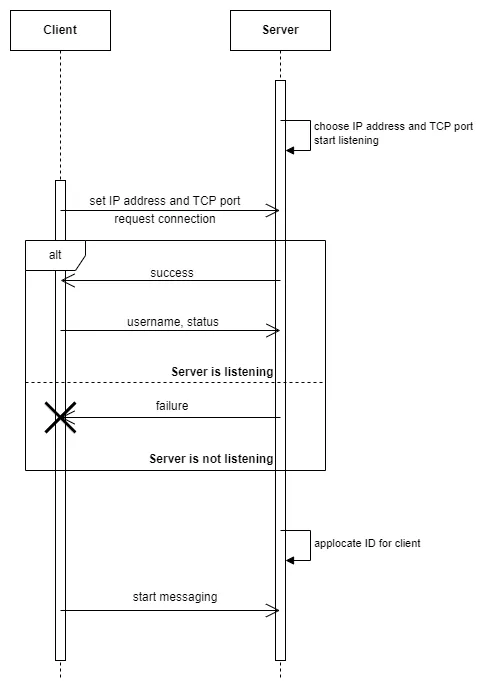 Client
Server
choose IP address and TCP port
start listening
set IP address and TCP port
request connection
alt
success
username, status
Server is listening
failure
Server is not listening
applocate ID for client
start messaging